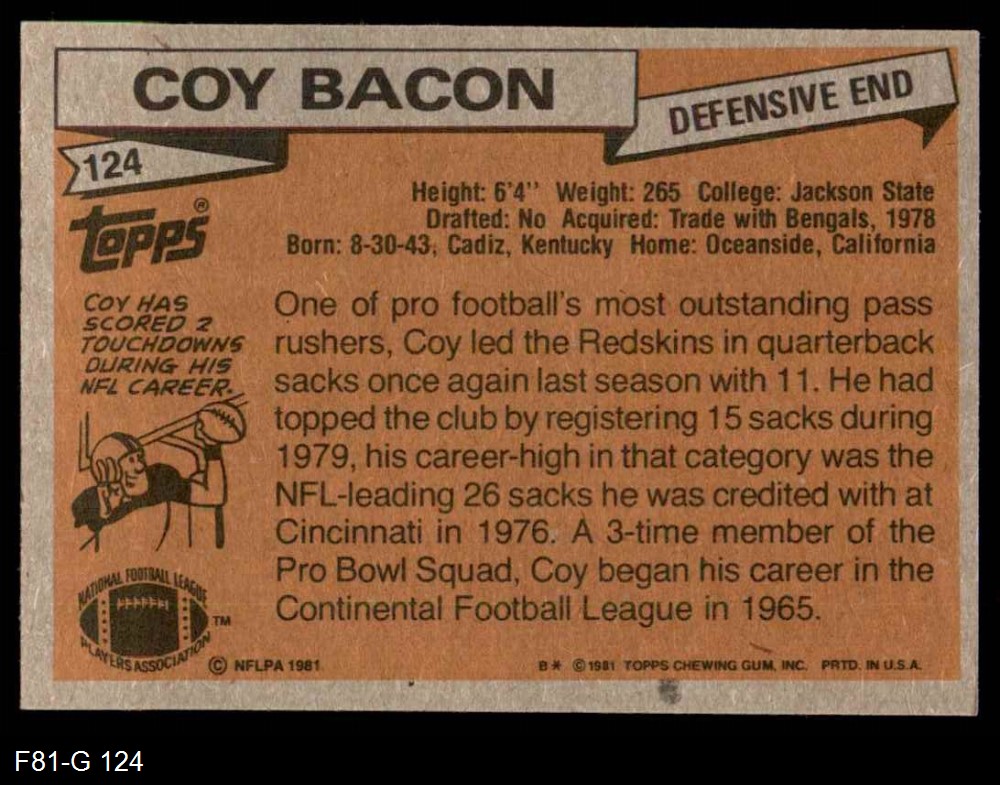 COY BACON
DEFENSIVE END
124
topps®
Height: 6'4" Weight: 265 College: Jackson State
Drafted: No Acquired: Trade with Bengals, 1978
Born: 8-30-43, Cadiz, Kentucky Home: Oceanside, California
COY HAS
SCORED 2
TOUCHDOWNS
DURING HIS
NFL CAREER.
One of pro football's most outstanding pass
rushers, Coy led the Redskins in quarterback
sacks once again last season with 11. He had
topped the club by registering 15 sacks during
1979, his career-high in that category was the
NFL-leading 26 sacks he was credited with at
Cincinnati in 1976. A 3-time member of the
Pro Bowl Squad, Coy began his career in the
Continental Football League in 1965.
NATIONAL FOOTBALL LEAGUE
PLAYERS ASSOCIATION
TM
© NFLPA 1981
B* © 1981 TOPPS CHEWING GUM, INC. PRTD. IN U.S.A.
F81-G 124